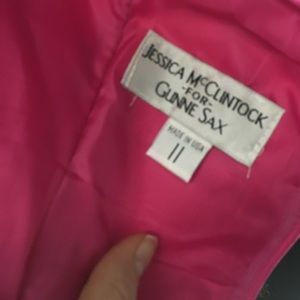 JESSICA McCLINTOCK
-FOR-
GUNNE SAX
MADE IN USA
11